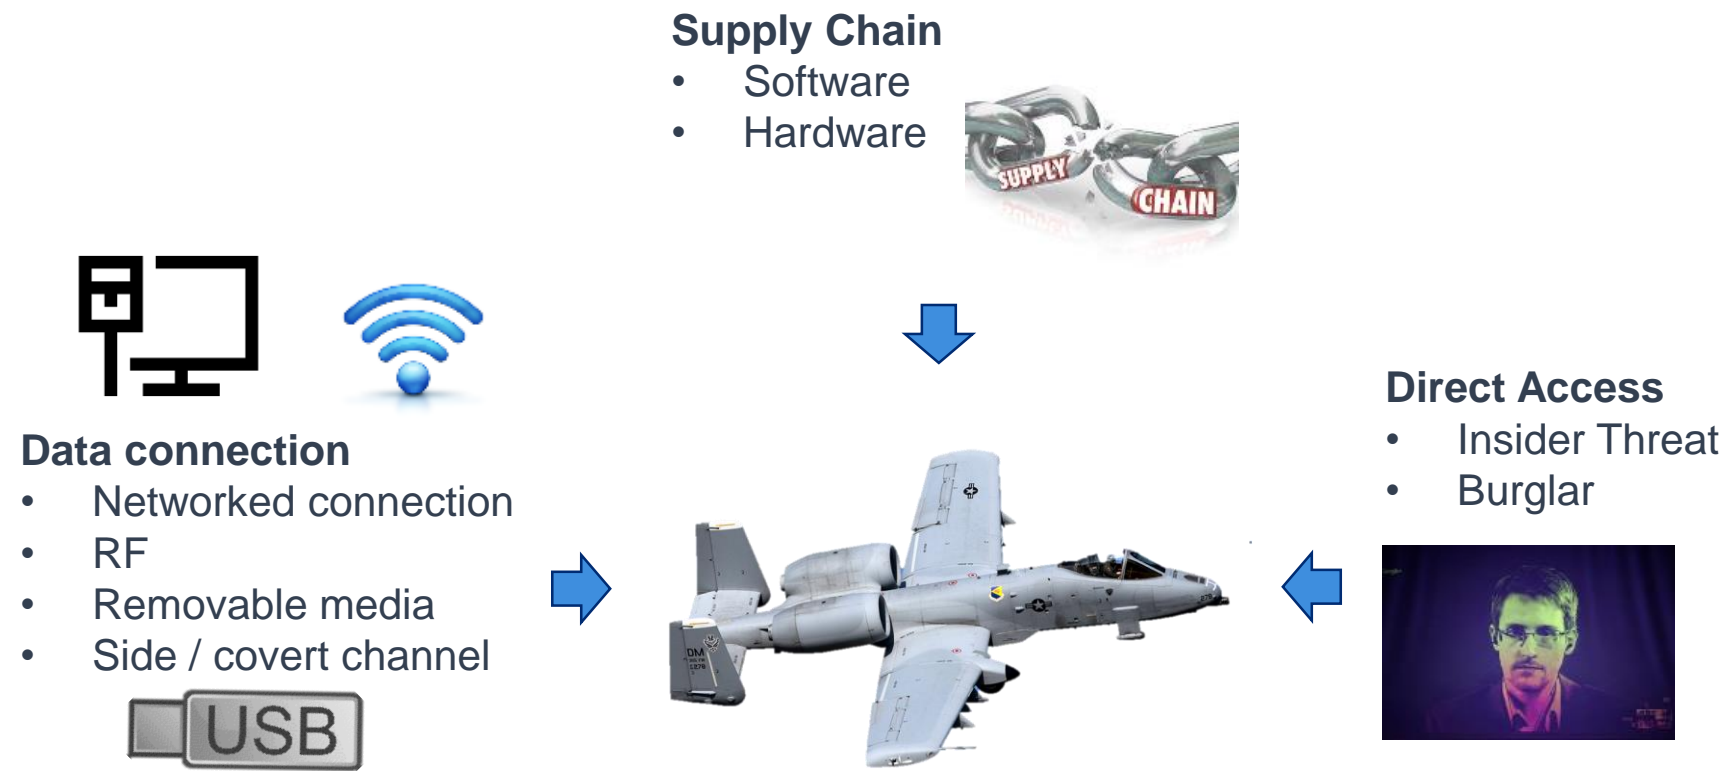 Supply Chain
• Software
• Hardware
SUPPLY
CHAIN
Data connection
• Networked connection
• RF
• Removable media
• Side / covert channel
USB
Direct Access
• Insider Threat
• Burglar
DM